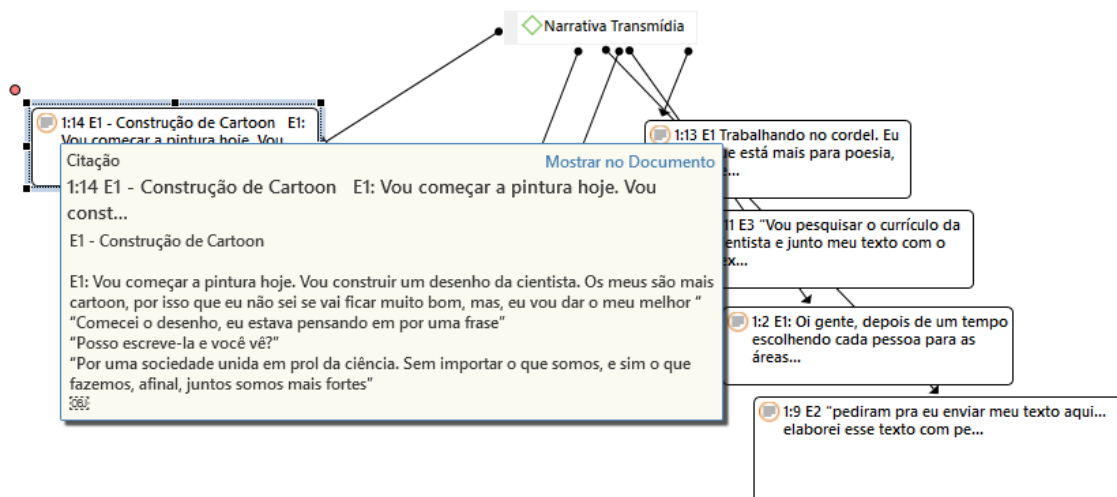 Narrativa Transmídia
1:14 E1 - Construção de Cartoon E1:
Vou começar a pintura hoje. Vou
Citação
Mostrar no Documento
1:14 E1 - Construção de Cartoon E1: Vou começar a pintura hoje. Vou
const...
E1 - Construção de Cartoon
E1: Vou começar a pintura hoje. Vou construir um desenho da cientista. Os meus são mais
cartoon, por isso que eu não sei se vai ficar muito bom, mas, eu vou dar o meu melhor “
“Comecei o desenho, eu estava pensando em por uma frase”
“Posso escreve-la e você vê?”
“Por uma sociedade unida em prol da ciência. Sem importar o que somos, e sim o que
fazemos, afinal, juntos somos mais fortes”
OBJ
1:13 E1 Trabalhando no cordel. Eu
está mais para poesia,
E3 “Vou pesquisar o currículo da
e junto meu texto com o
1:2 E1: Oi gente, depois de um tempo
escolhendo cada pessoa para as
áreas...
1:9 E2 “pediram pra eu enviar meu texto aqui...
elaborei esse texto com pe...